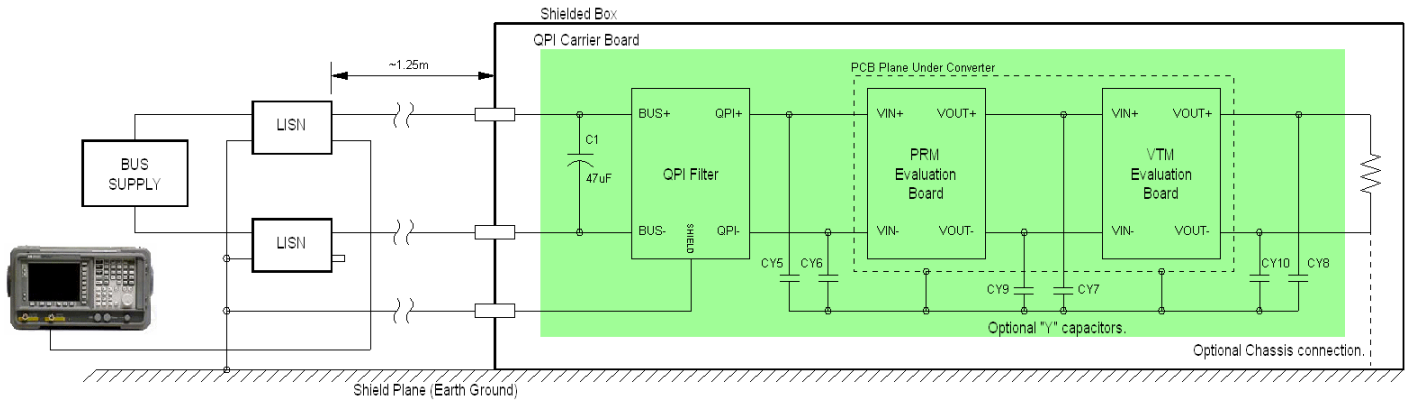 Shielded Box
QPI Carrier Board
~1.25m
PCB Plane Under Converter
LISN
BUS+
QPI+
VIN+
VOUT+
VIN+
VOUT+
C1
47uF
BUS
SUPPLY
QPI Filter
PRM
Evaluation
Board
VTM
Evaluation
Board
LISN
BUS-
SHIELD
QPI-
VIN-
VOUT-
VIN-
VOUT-
CY5
CY6
CY9
CY7
CY10
CY8
Optional "Y" capacitors.
Optional Chassis connection.
Shield Plane (Earth Ground)